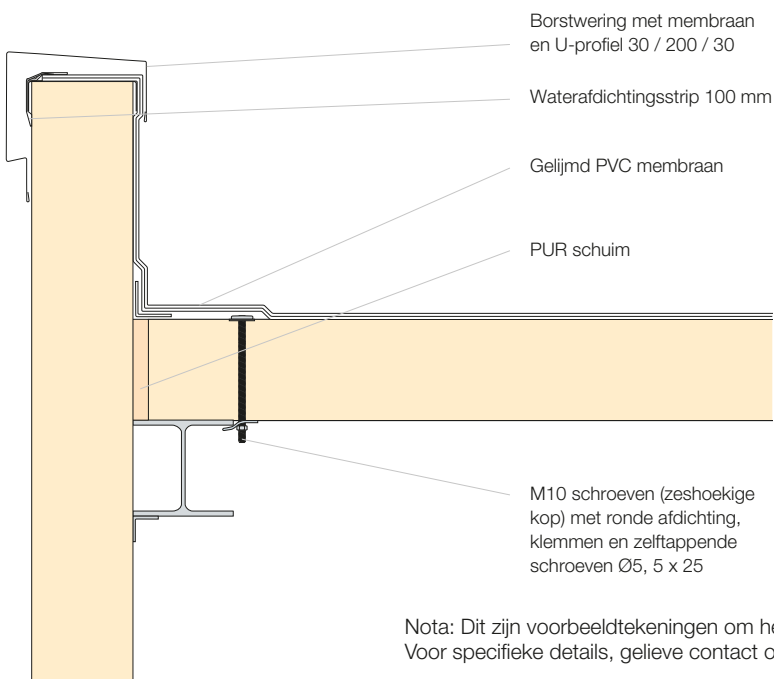 Borstwering met membraan
en U-profiel 30 / 200 / 30
Waterafdichtingsstrip 100 mm
Gelijmd PVC membraan
PUR schuim
M10 schroeven (zeshoekige
kop) met ronde afdichting,
klemmen en zelftappende
schroeven Ø5, 5 x 25
Nota: Dit zijn voorbeeldtekeningen om he
Voor specifieke details, gelieve contact o